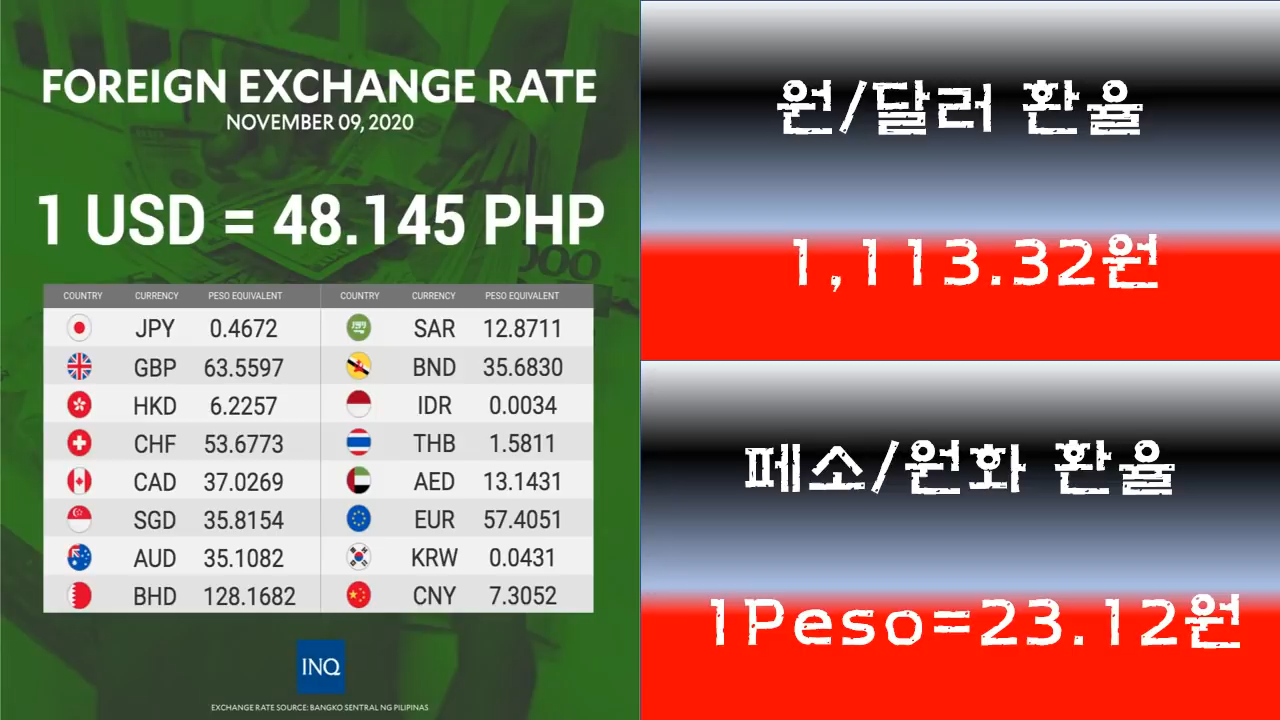 FOREIGN EXCHANGE RATE
NOVEMBER 09, 2020
1 USD = 48.145 PHP
COUNTRY CURRENCY PESO EQUIVALENT COUNTRY CURRENCY PESO EQUIVALENT
JPY 0.4672 SAR 12.8711
GBP 63.5597 BND 35.6830
HKD 6.2257 IDR 0.0034
CHF 53.6773 THB 1.5811
CAD 37.0269 AED 13.1431
SGD 35.8154 EUR 57.4051
AUD 35.1082 KRW 0.0431
BHD 128.1682 CNY 7.3052
INQ
EXCHANGE RATE SOURCE: BANGKO SENTRAL NG PILIPINAS
원/달러 환율
1,113.32원
페소/원화 환율
1Peso=23.12원